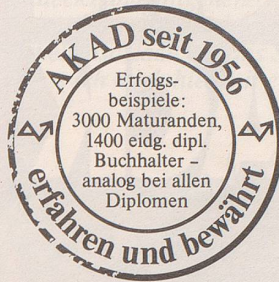 AKAD seit 1956
Erfolgs-
beispiele:
3000 Maturanden,
1400 eidg. dipl.
Buchhalter –
analog bei allen
Diplomen
erfahren und bewährt